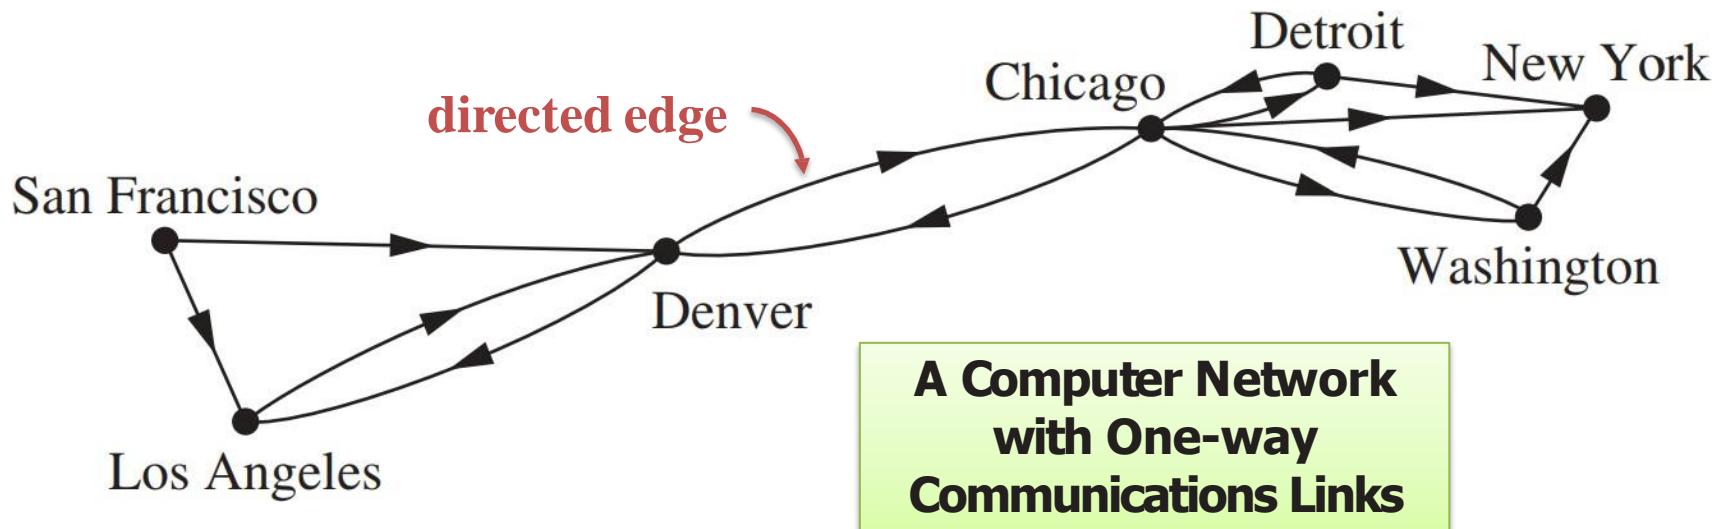 Detroit
New York
Chicago
directed edge
San Francisco
Washington
Denver
Los Angeles
A Computer Network
with One-way
Communications Links